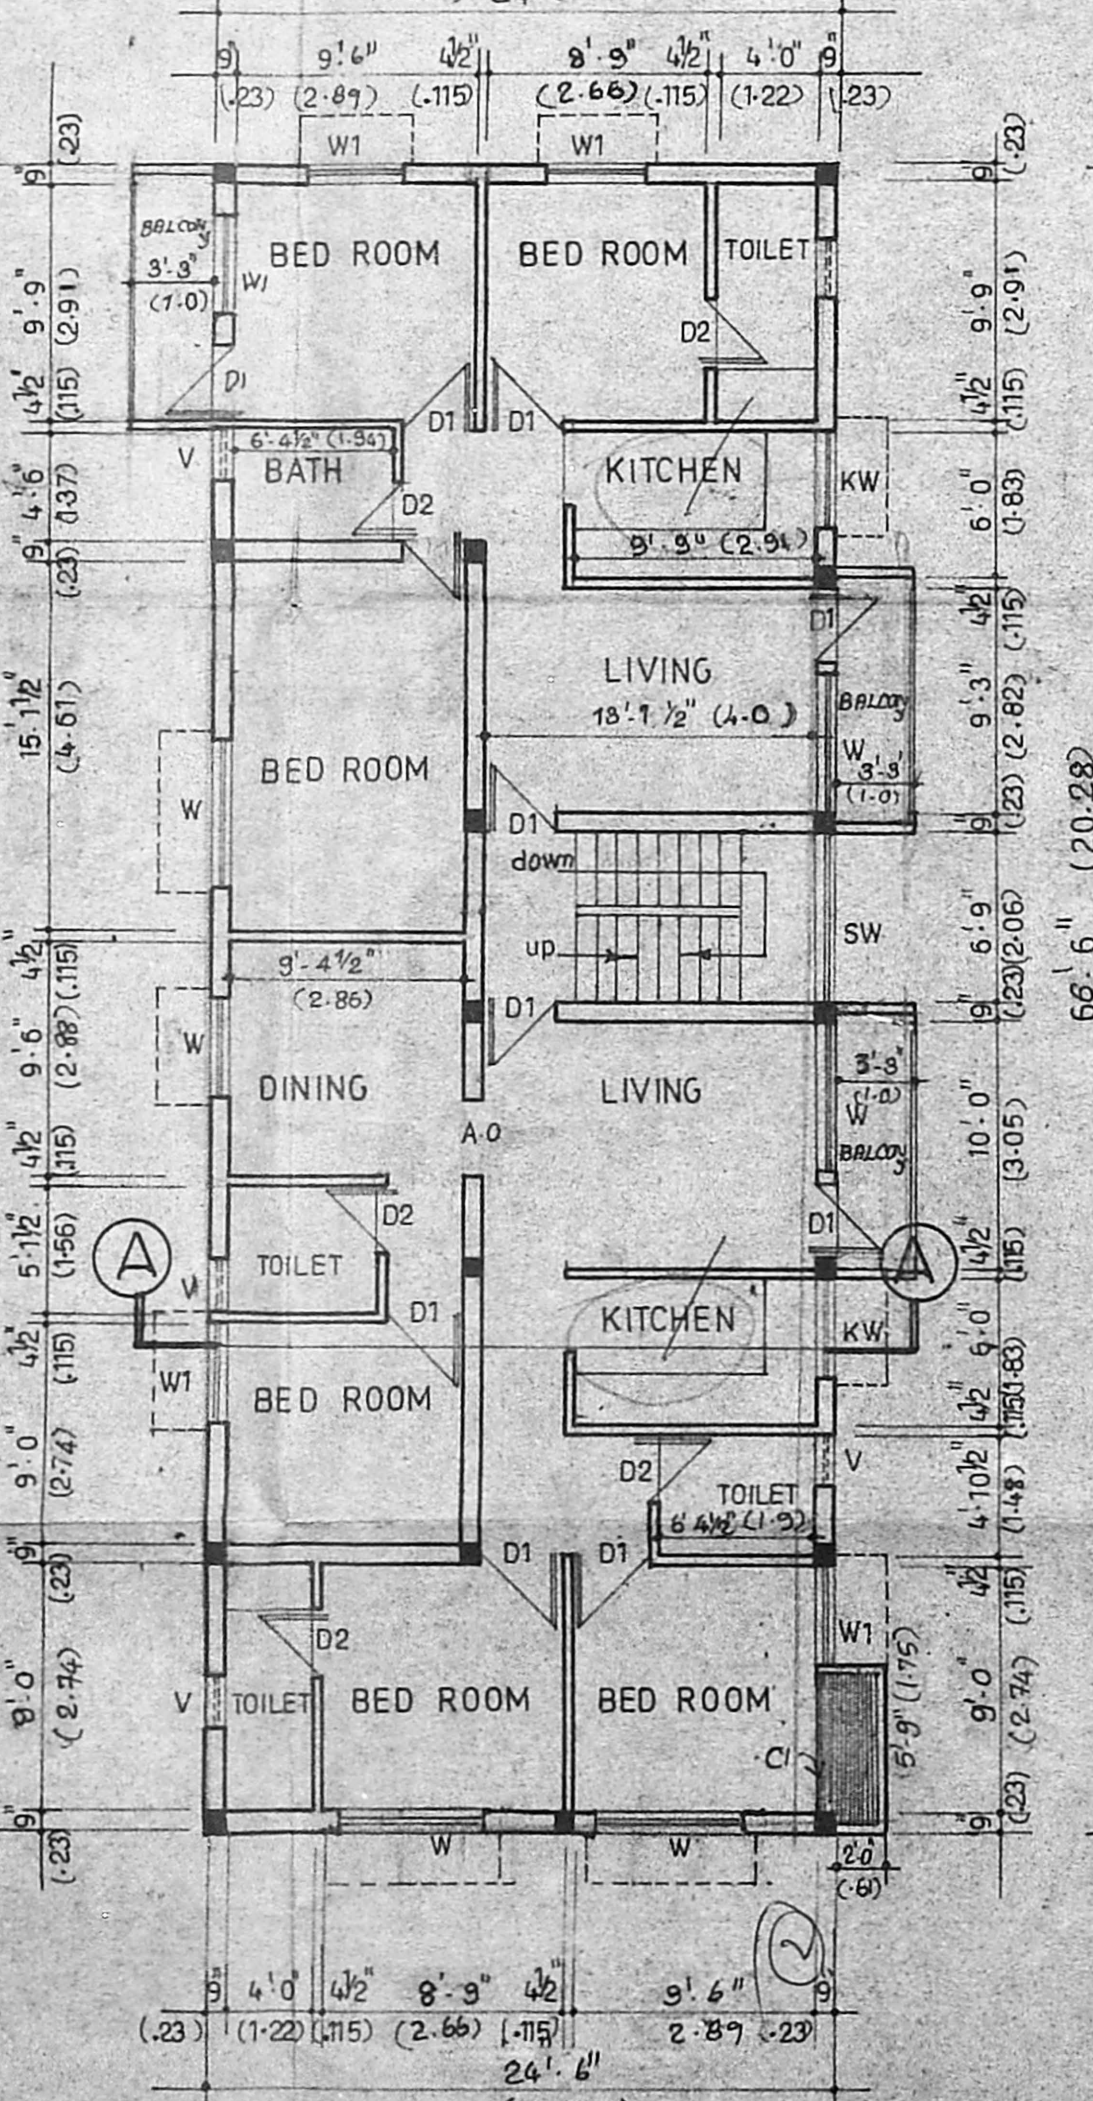 9" 9'-6" 4½" 8'-9" 4½" 4'-0" 9"
(.23) (2.89) (.115) (2.66) (.115) (1.22) (.23)
W1 W1
9" (.23)
9" (.23)
BALCONY
BED ROOM BED ROOM TOILET
3'-3"
(1.0)
W1
9'-9" (2.91)
9'-9" (2.91)
D2
D1
4½" (.115)
4½" (.115)
D1 D1
6'-4½" (1.94)
V BATH KITCHEN KW
4'-6" (1.37)
6'-0" (1.83)
D2
9'-9" (2.91)
9" (.23)
4½" (.115)
D1
LIVING
13'-1½" (4.0)
BALCONY
W
3'-3"
(1.0)
15'-1½" (4.61)
9'-3" (2.82)
BED ROOM
W
D1
9" (.23)
down
up
SW
6'-9" (2.06)
66'-6" (20.28)
4½" (.115)
9'-4½"
(2.86)
D1
9" (.23)
W
9'-6" (2.88)
3'-3"
(1.0)
W
BALCONY
DINING LIVING
10'-0" (3.05)
A.O
4½" (.115)
D2
D1
A A
TOILET
5'-1½" (1.56)
4½" (.115)
V
D1
KITCHEN KW
6'-0" (1.83)
4½" (.115)
W1
BED ROOM
4½" (.115)
9'-0" (2.74)
D2
V
TOILET
6'4½" (1.9)
4'-10½" (1.48)
D1 D1
9" (.23)
4½" (.115)
D2
W1
5'-9" (1.75)
V TOILET BED ROOM BED ROOM
(2.74)
9'-0" (2.74)
C1
9" (.23)
9" (.23)
W W
2'0"
(.61)
2
9" 4'-0" 4½" 8'-9" 4½" 9'-6" 9"
(.23) (1.22) (.115) (2.66) (.115) 2.89 (.23)
24'-6"